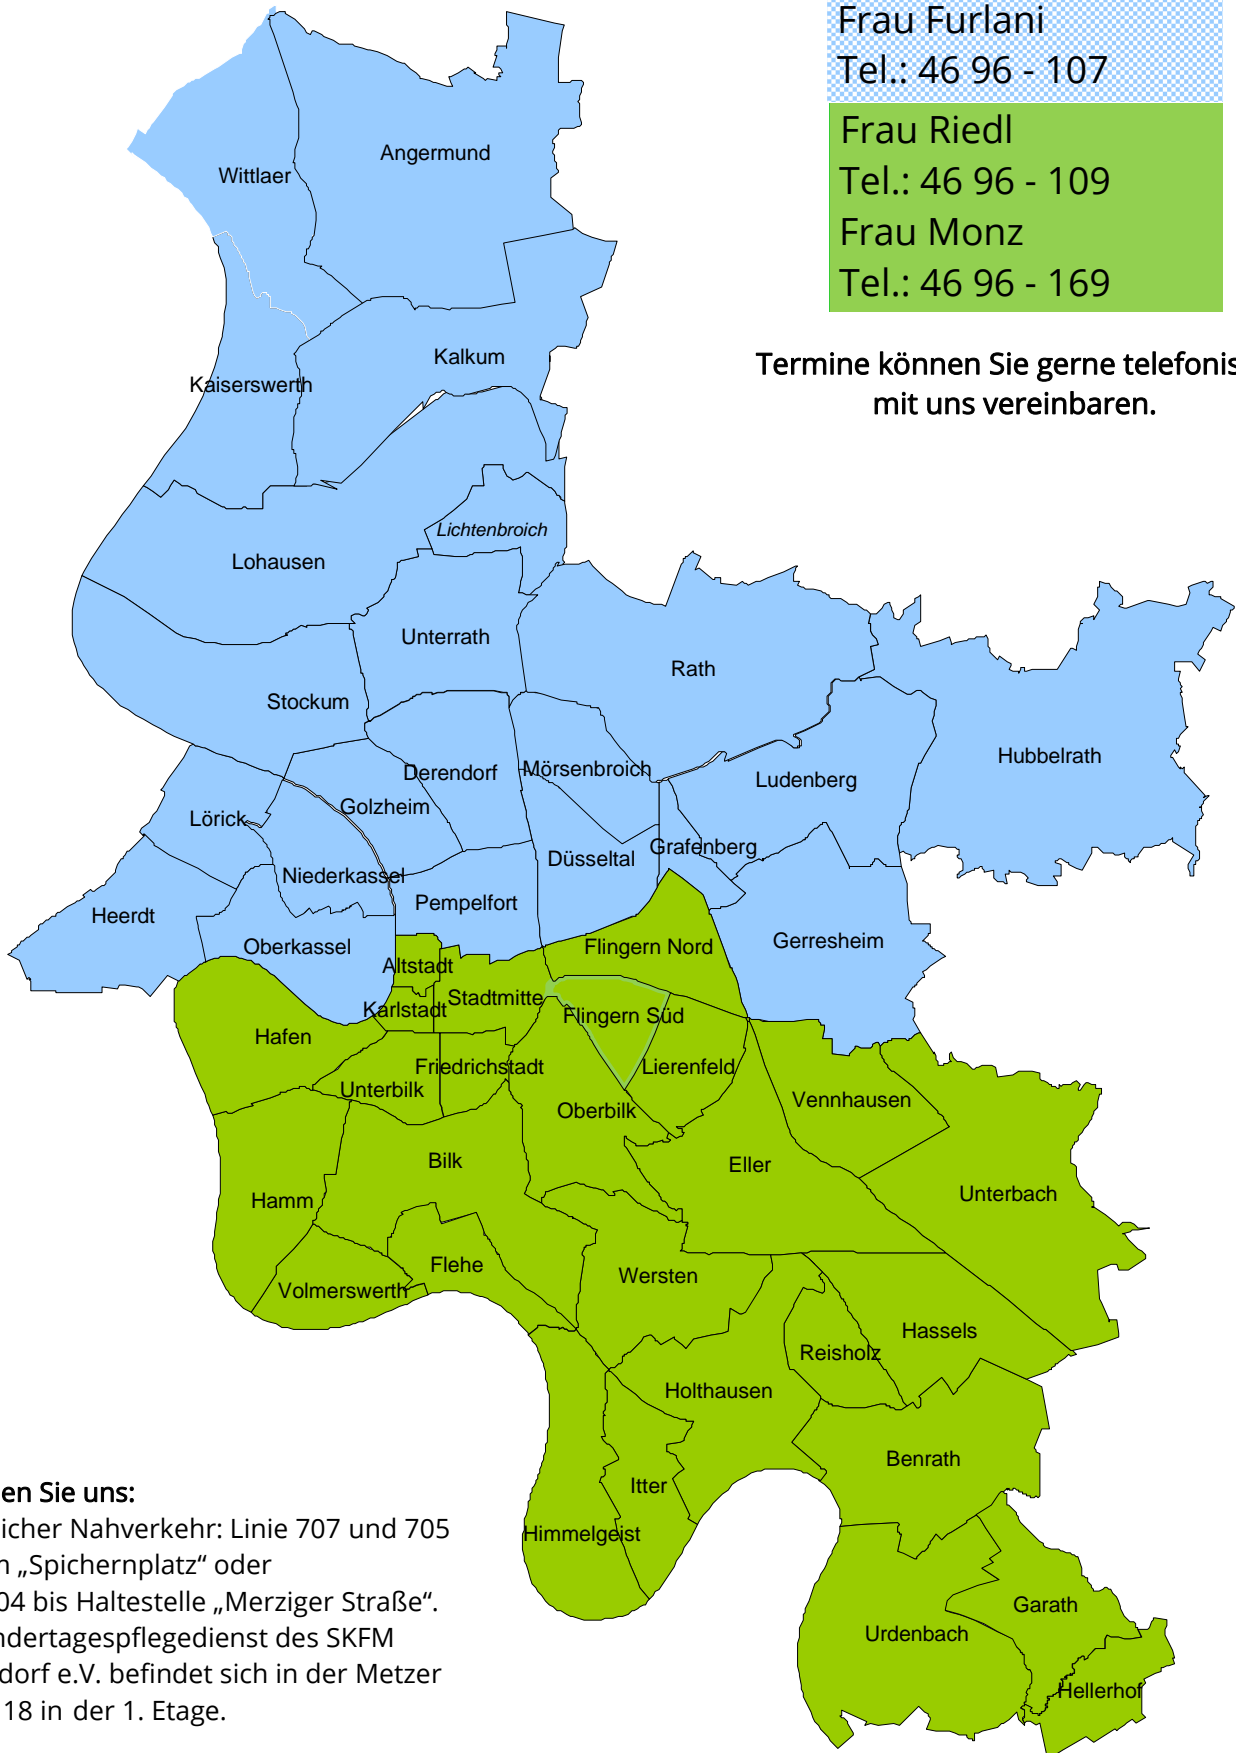 Frau Furlani
Tel.: 46 96 - 107
Frau Riedl
Tel.: 46 96 - 109
Frau Monz
Tel.: 46 96 - 169
Termine können Sie gerne telefonis
mit uns vereinbaren.
Angermund
Wittlaer
Kalkum
Kaiserswerth
Lichtenbroich
Lohausen
Unterrath
Rath
Stockum
Hubbelrath
Derendorf
Mörsenbroich
Ludenberg
Golzheim
Lörick
Grafenberg
Düsseltal
Niederkassel
Pempelfort
Heerdt
Oberkassel
Flingern Nord
Gerresheim
Altstadt
Stadtmitte
Karlstadt
Flingern Süd
Hafen
Friedrichstadt
Lierenfeld
Unterbilk
Vennhausen
Oberbilk
Bilk
Eller
Unterbach
Hamm
Flehe
Wersten
Volmerswerth
Hassels
Reisholz
Holthausen
Benrath
Itter
Himmelgeist
Garath
Urdenbach
Hellerhof
en Sie uns:
icher Nahverkehr: Linie 707 und 705
n „Spichernplatz“ oder
04 bis Haltestelle „Merziger Straße“.
ndertagespflegedienst des SKFM
dorf e.V. befindet sich in der Metzer
18 in der 1. Etage.